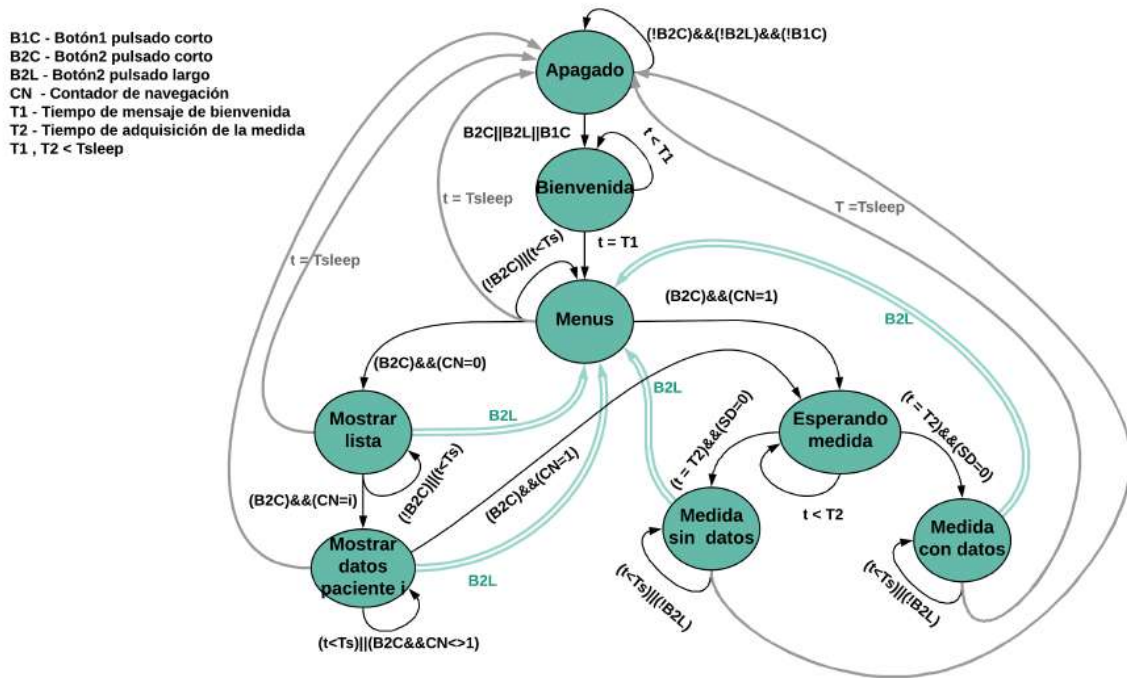 B1C - Botón1 pulsado corto
B2C - Botón2 pulsado corto
B2L - Botón2 pulsado largo
CN - Contador de navegación
T1 - Tiempo de mensaje de bienvenida
T2 - Tiempo de adquisición de la medida
T1 , T2 < Tsleep
(!B2C)&&(!B2L)&&(!B1C)
Apagado
B2C||B2L||B1C
t < T1
Bienvenida
t = Tsleep
T =Tsleep
t = T1
(!B2C)||(t<Ts)
t = Tsleep
Menus
(B2C)&&(CN=1)
B2L
(B2C)&&(CN=0)
B2L
B2L
Mostrar
lista
Esperando
medida
(t = T2)&&(SD=0)
(t = T2)&&(SD=0)
(!B2C)||(t<Ts)
(B2C)&&(CN=1)
(B2C)&&(CN=i)
t < T2
Medida
sin datos
Medida
con datos
Mostrar
datos
paciente i
B2L
(t<Ts)||(!B2L)
(t<Ts)||(!B2L)
(t<Ts)||(B2C&&CN<>1)